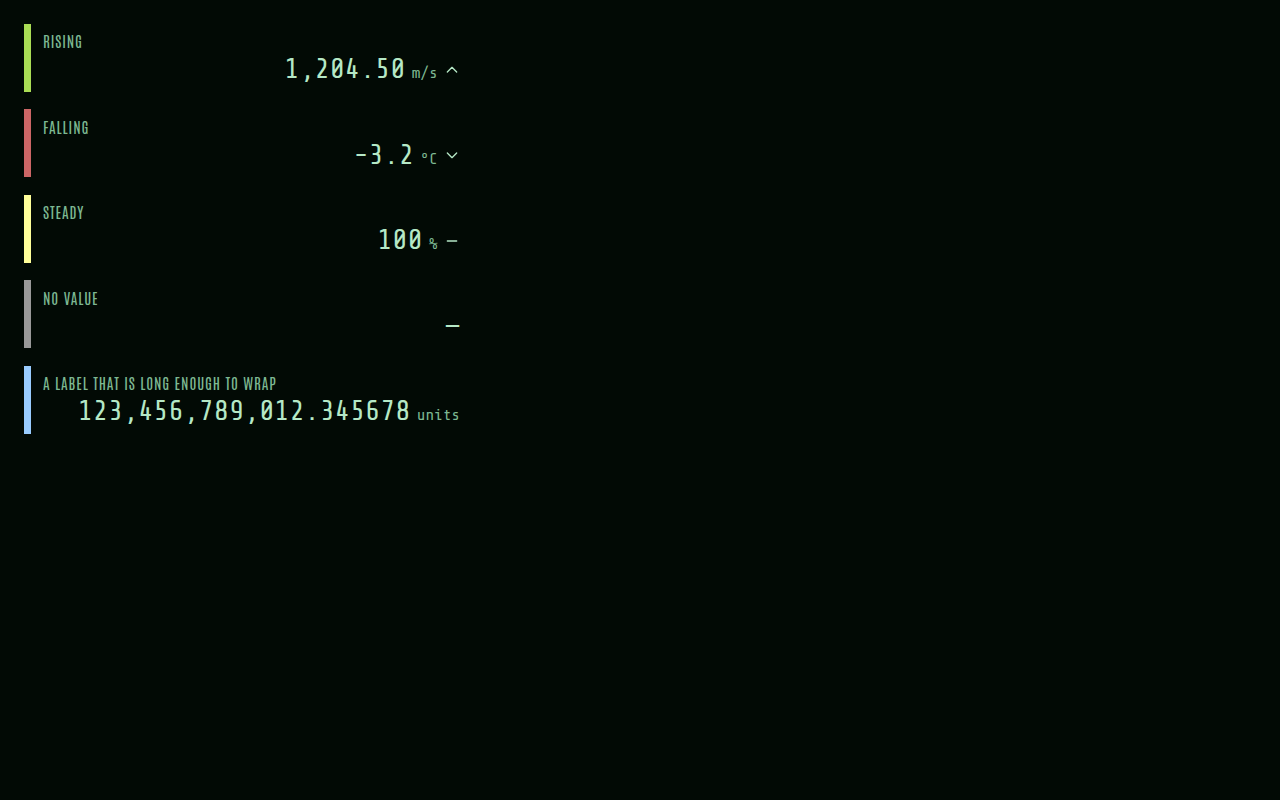 RISING
1,204.50 m/s
FALLING
−3.2 °C
STEADY
100 % —
NO VALUE
—
A LABEL THAT IS LONG ENOUGH TO WRAP
123,456,789,012.345678 units